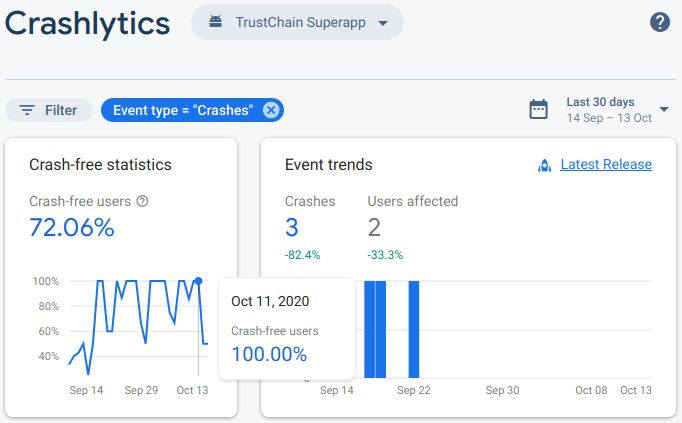 Crashlytics
TrustChain Superapp
Filter
Event type = "Crashes"
Last 30 days
14 Sep – 13 Oct
Crash-free statistics
Crash-free users
72.06%
100%
80%
60%
40%
Sep 14 Sep 29 Oct 13
Event trends
Latest Release
Crashes Users affected
3 2
-82.4% -33.3%
Oct 11, 2020
Crash-free users
100.00%
Sep 14 Sep 22 Sep 30 Oct 08 Oct 13